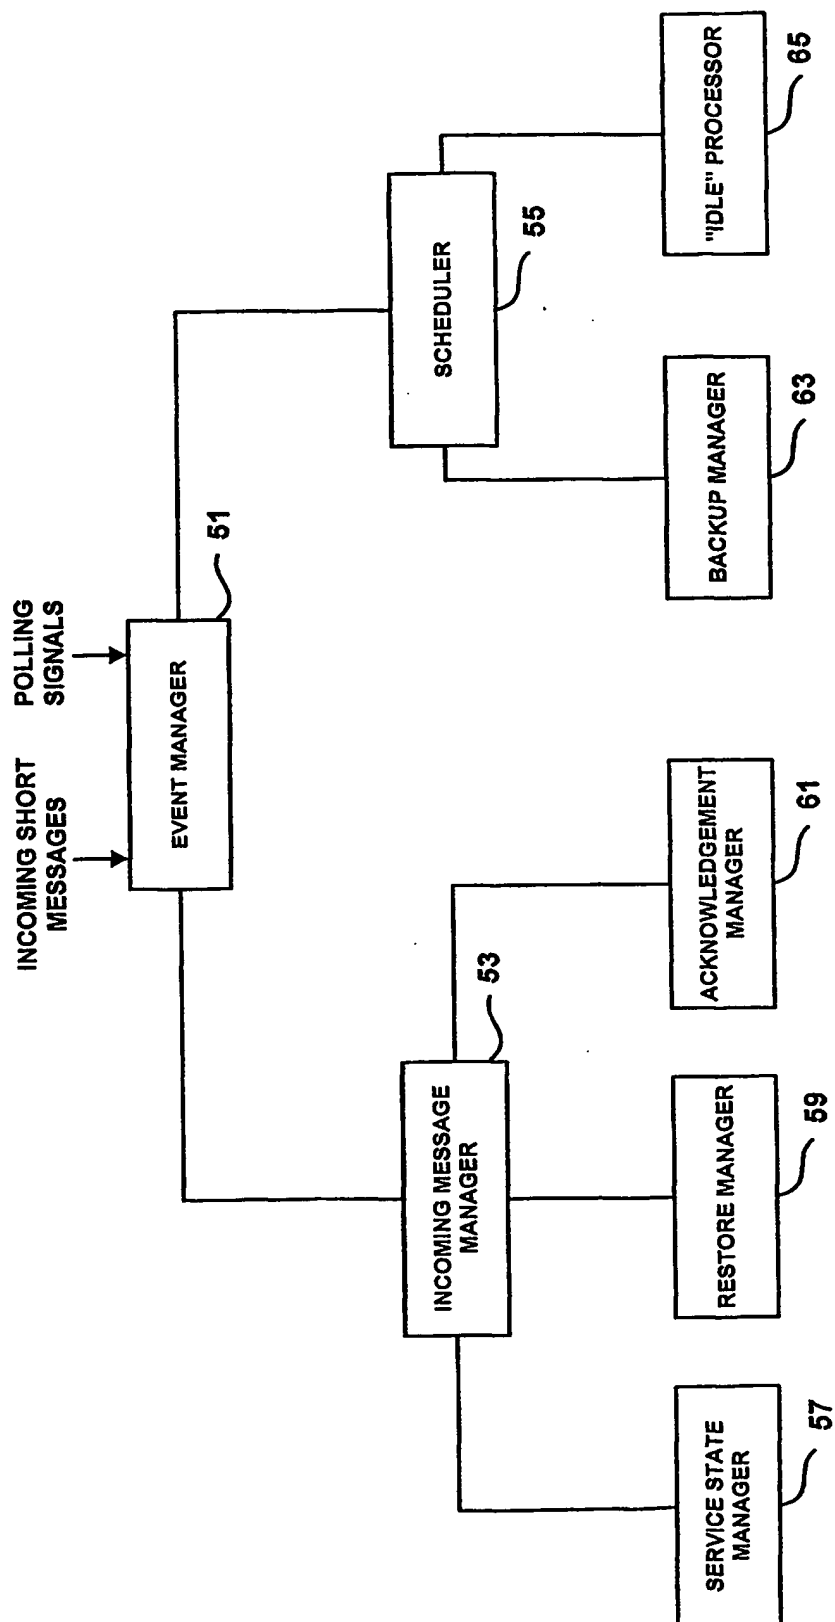 INCOMING SHORT
MESSAGES
POLLING
SIGNALS
EVENT MANAGER
51
INCOMING MESSAGE
MANAGER
53
SCHEDULER
55
SERVICE STATE
MANAGER
57
RESTORE MANAGER
59
ACKNOWLEDGEMENT
MANAGER
61
BACKUP MANAGER
63
"IDLE" PROCESSOR
65